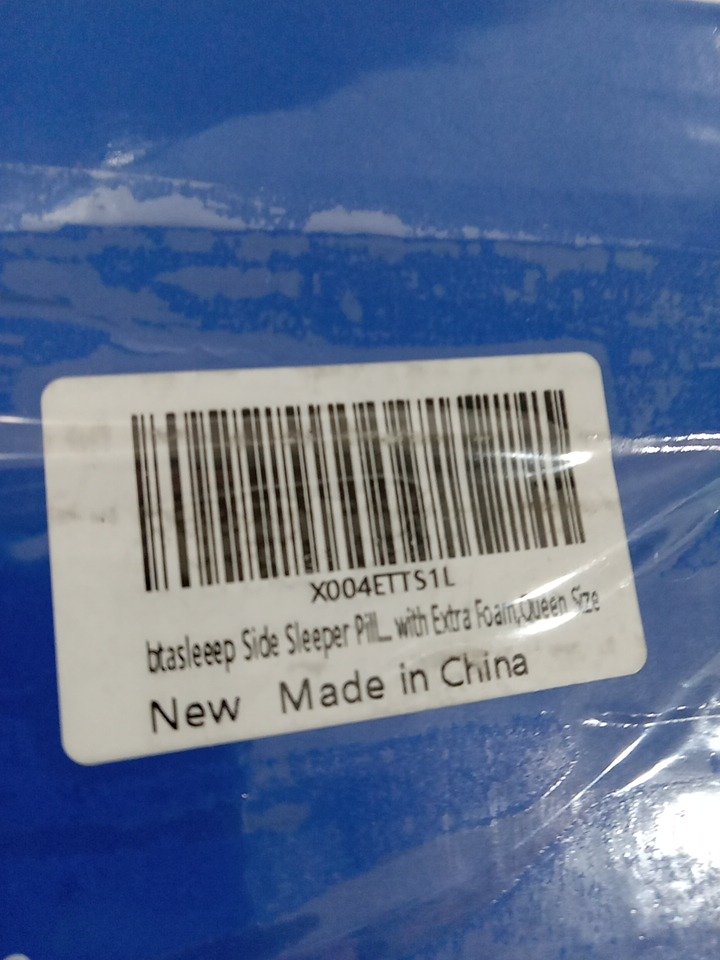 X004ETTS1L
btasleeep Side Sleeper Pill... with Extra Foam,Queen Size
New Made in China